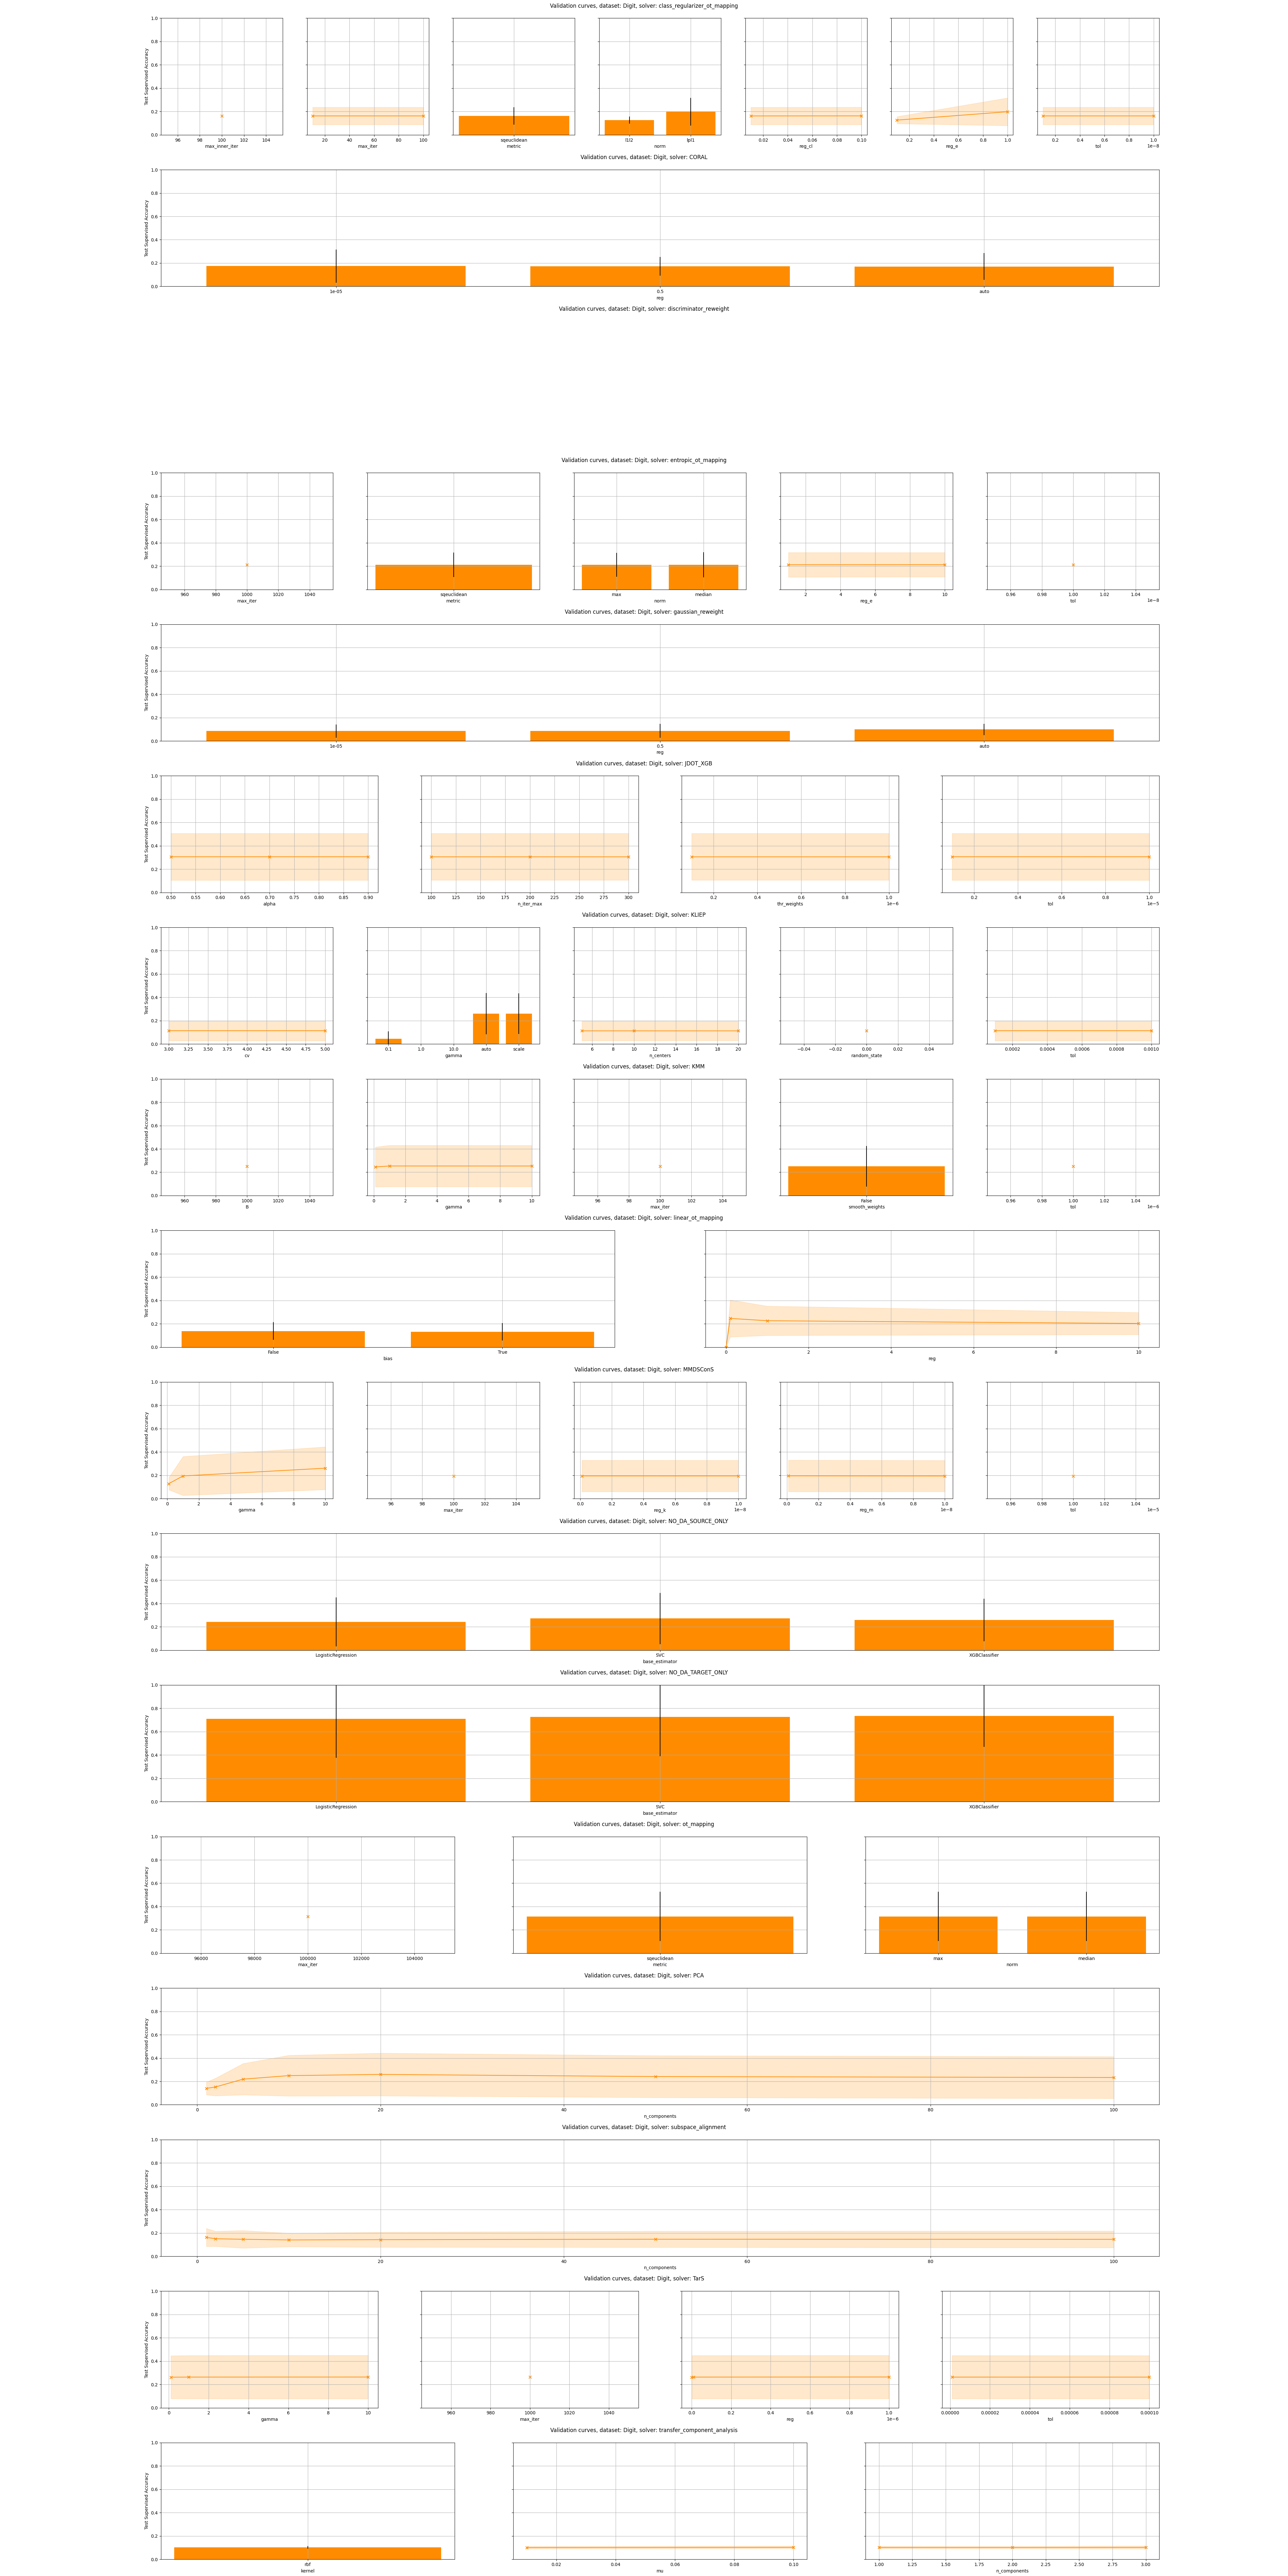 Validation curves, dataset: Digit, solver: class_regularizer_ot_mapping
Test Supervised Accuracy
0.0 0.2 0.4 0.6 0.8 1.0
96 98 100 102 104
max_inner_iter
20 40 60 80 100
max_iter
sqeuclidean
metric
l1l2 lpl1
norm
0.02 0.04 0.06 0.08 0.10
reg_cl
0.2 0.4 0.6 0.8 1.0
reg_e
0.2 0.4 0.6 0.8 1.0
1e−8
tol
Validation curves, dataset: Digit, solver: CORAL
Test Supervised Accuracy
0.0 0.2 0.4 0.6 0.8 1.0
1e-05 0.5 auto
reg
Validation curves, dataset: Digit, solver: discriminator_reweight
Validation curves, dataset: Digit, solver: entropic_ot_mapping
Test Supervised Accuracy
0.0 0.2 0.4 0.6 0.8 1.0
960 980 1000 1020 1040
max_iter
sqeuclidean
metric
max median
norm
2 4 6 8 10
reg_e
0.96 0.98 1.00 1.02 1.04
1e−8
tol
Validation curves, dataset: Digit, solver: gaussian_reweight
Test Supervised Accuracy
0.0 0.2 0.4 0.6 0.8 1.0
1e-05 0.5 auto
reg
Validation curves, dataset: Digit, solver: JDOT_XGB
Test Supervised Accuracy
0.0 0.2 0.4 0.6 0.8 1.0
0.50 0.55 0.60 0.65 0.70 0.75 0.80 0.85 0.90
alpha
100 125 150 175 200 225 250 275 300
n_iter_max
0.2 0.4 0.6 0.8 1.0
1e−6
thr_weights
0.2 0.4 0.6 0.8 1.0
1e−5
tol
Validation curves, dataset: Digit, solver: KLIEP
Test Supervised Accuracy
0.0 0.2 0.4 0.6 0.8 1.0
3.00 3.25 3.50 3.75 4.00 4.25 4.50 4.75 5.00
cv
0.1 1.0 10.0 auto scale
gamma
6 8 10 12 14 16 18 20
n_centers
−0.04 −0.02 0.00 0.02 0.04
random_state
0.0002 0.0004 0.0006 0.0008 0.0010
tol
Validation curves, dataset: Digit, solver: KMM
Test Supervised Accuracy
0.0 0.2 0.4 0.6 0.8 1.0
960 980 1000 1020 1040
B
0 2 4 6 8 10
gamma
96 98 100 102 104
max_iter
False
smooth_weights
0.96 0.98 1.00 1.02 1.04
1e−6
tol
Validation curves, dataset: Digit, solver: linear_ot_mapping
Test Supervised Accuracy
0.0 0.2 0.4 0.6 0.8 1.0
False True
bias
0 2 4 6 8 10
reg
Validation curves, dataset: Digit, solver: MMDSConS
Test Supervised Accuracy
0.0 0.2 0.4 0.6 0.8 1.0
0 2 4 6 8 10
gamma
96 98 100 102 104
max_iter
0.0 0.2 0.4 0.6 0.8 1.0
1e−8
reg_k
0.0 0.2 0.4 0.6 0.8 1.0
1e−8
reg_m
0.96 0.98 1.00 1.02 1.04
1e−5
tol
Validation curves, dataset: Digit, solver: NO_DA_SOURCE_ONLY
Test Supervised Accuracy
0.0 0.2 0.4 0.6 0.8 1.0
LogisticRegression SVC XGBClassifier
base_estimator
Validation curves, dataset: Digit, solver: NO_DA_TARGET_ONLY
Test Supervised Accuracy
0.0 0.2 0.4 0.6 0.8 1.0
LogisticRegression SVC XGBClassifier
base_estimator
Validation curves, dataset: Digit, solver: ot_mapping
Test Supervised Accuracy
0.0 0.2 0.4 0.6 0.8 1.0
96000 98000 100000 102000 104000
max_iter
sqeuclidean
metric
max median
norm
Validation curves, dataset: Digit, solver: PCA
Test Supervised Accuracy
0.0 0.2 0.4 0.6 0.8 1.0
0 20 40 60 80 100
n_components
Validation curves, dataset: Digit, solver: subspace_alignment
Test Supervised Accuracy
0.0 0.2 0.4 0.6 0.8 1.0
0 20 40 60 80 100
n_components
Validation curves, dataset: Digit, solver: TarS
Test Supervised Accuracy
0.0 0.2 0.4 0.6 0.8 1.0
0 2 4 6 8 10
gamma
960 980 1000 1020 1040
max_iter
0.0 0.2 0.4 0.6 0.8 1.0
1e−6
reg
0.00000 0.00002 0.00004 0.00006 0.00008 0.00010
tol
Validation curves, dataset: Digit, solver: transfer_component_analysis
Test Supervised Accuracy
0.0 0.2 0.4 0.6 0.8 1.0
rbf
kernel
0.02 0.04 0.06 0.08 0.10
mu
1.00 1.25 1.50 1.75 2.00 2.25 2.50 2.75 3.00
n_components